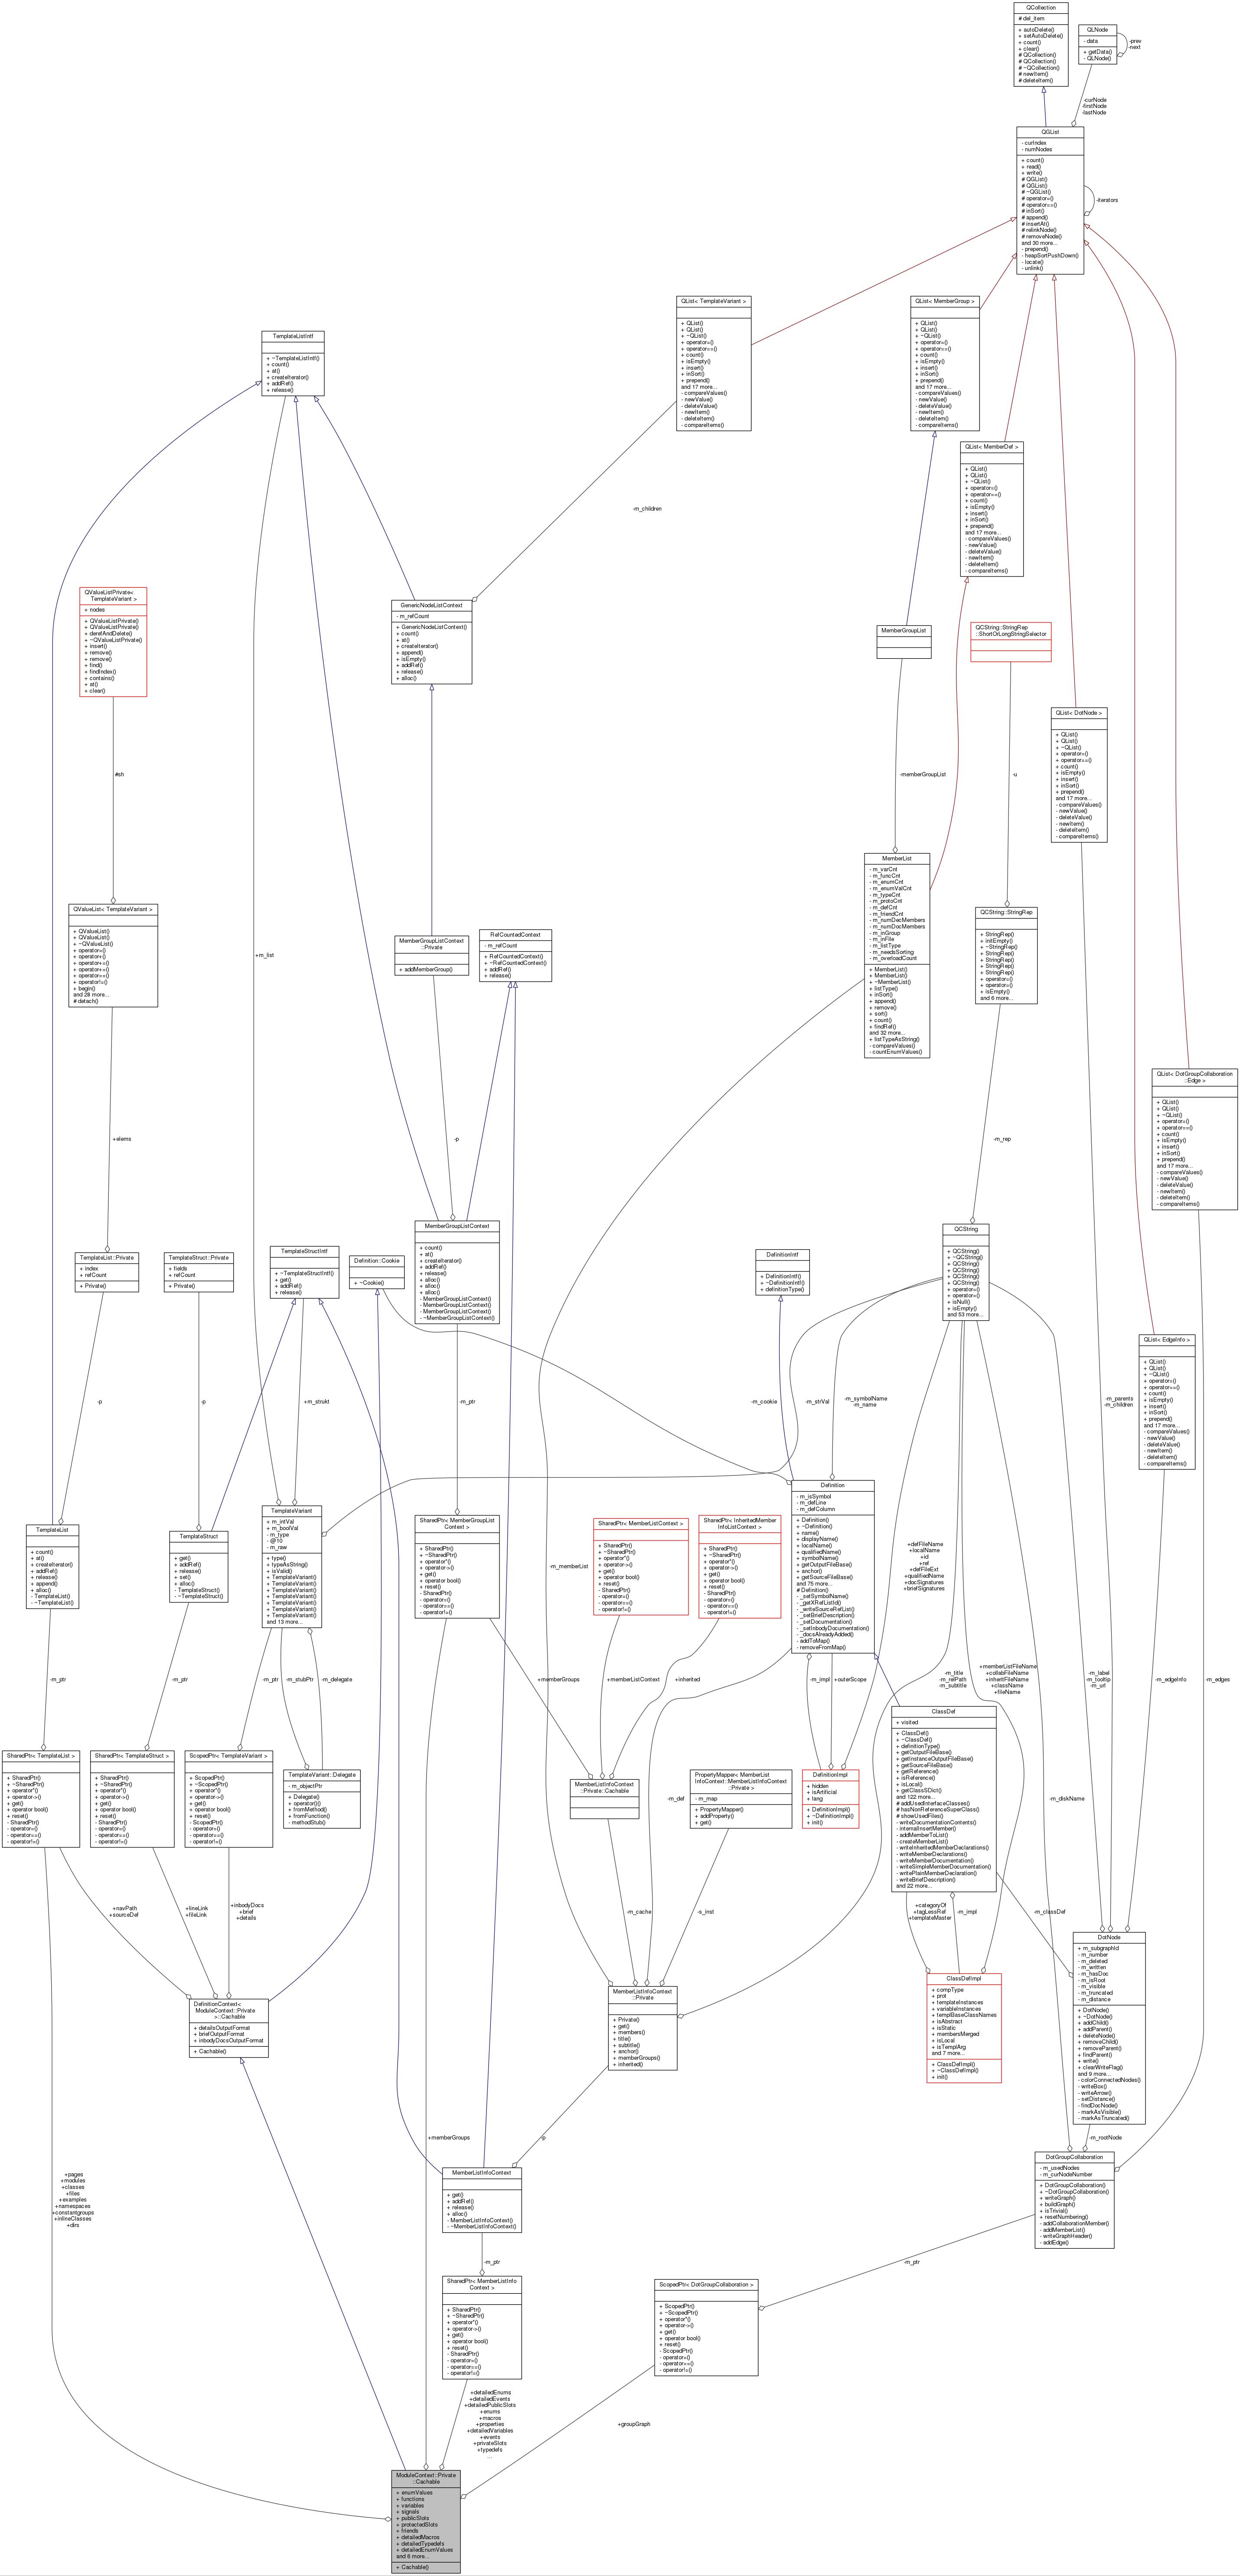 QCollection
# del_item
+ autoDelete()
+ setAutoDelete()
+ count()
+ clear()
# QCollection()
# QCollection()
# ~QCollection()
# newItem()
# deleteItem()
QLNode
- data
+ getData()
- QLNode()
-prev
-next
-curNode
-firstNode
-lastNode
QGList
- curIndex
- numNodes
+ count()
+ read()
+ write()
# QGList()
# QGList()
# ~QGList()
# operator=()
# operator==()
# inSort()
# append()
# insertAt()
# relinkNode()
# removeNode()
and 30 more...
- prepend()
- heapSortPushDown()
- locate()
- unlink()
-iterators
QList< TemplateVariant >
+ QList()
+ QList()
+ ~QList()
+ operator=()
+ operator==()
+ count()
+ isEmpty()
+ insert()
+ inSort()
+ prepend()
and 17 more...
- compareValues()
- newValue()
- deleteValue()
- newItem()
- deleteItem()
- compareItems()
QList< MemberGroup >
+ QList()
+ QList()
+ ~QList()
+ operator=()
+ operator==()
+ count()
+ isEmpty()
+ insert()
+ inSort()
+ prepend()
and 17 more...
- compareValues()
- newValue()
- deleteValue()
- newItem()
- deleteItem()
- compareItems()
TemplateListIntf
+ ~TemplateListIntf()
+ count()
+ at()
+ createIterator()
+ addRef()
+ release()
QList< MemberDef >
+ QList()
+ QList()
+ ~QList()
+ operator=()
+ operator==()
+ count()
+ isEmpty()
+ insert()
+ inSort()
+ prepend()
and 17 more...
- compareValues()
- newValue()
- deleteValue()
- newItem()
- deleteItem()
- compareItems()
-m_children
QValueListPrivate<
TemplateVariant >
+ nodes
+ QValueListPrivate()
+ QValueListPrivate()
+ derefAndDelete()
+ ~QValueListPrivate()
+ insert()
+ remove()
+ remove()
+ find()
+ findIndex()
+ contains()
+ at()
+ clear()
GenericNodeListContext
- m_refCount
+ GenericNodeListContext()
+ count()
+ at()
+ createIterator()
+ append()
+ isEmpty()
+ addRef()
+ release()
+ alloc()
MemberGroupList
QCString::StringRep
::ShortOrLongStringSelector
QList< DotNode >
+ QList()
+ QList()
+ ~QList()
+ operator=()
+ operator==()
+ count()
+ isEmpty()
+ insert()
+ inSort()
+ prepend()
and 17 more...
- compareValues()
- newValue()
- deleteValue()
- newItem()
- deleteItem()
- compareItems()
#sh
-memberGroupList
-u
MemberList
- m_varCnt
- m_funcCnt
- m_enumCnt
- m_enumValCnt
- m_typeCnt
- m_protoCnt
- m_defCnt
- m_friendCnt
- m_numDecMembers
- m_numDocMembers
- m_inGroup
- m_inFile
- m_listType
- m_needsSorting
- m_overloadCount
+ MemberList()
+ MemberList()
+ ~MemberList()
+ listType()
+ inSort()
+ append()
+ remove()
+ sort()
+ count()
+ findRef()
and 32 more...
+ listTypeAsString()
- compareValues()
- countEnumValues()
QValueList< TemplateVariant >
+ QValueList()
+ QValueList()
+ ~QValueList()
+ operator=()
+ operator+()
+ operator+=()
+ operator+=()
+ operator==()
+ operator!=()
+ begin()
and 28 more...
# detach()
+m_list
MemberGroupListContext
::Private
+ addMemberGroup()
RefCountedContext
- m_refCount
+ RefCountedContext()
+ ~RefCountedContext()
+ addRef()
+ release()
QCString::StringRep
+ StringRep()
+ initEmpty()
+ ~StringRep()
+ StringRep()
+ StringRep()
+ StringRep()
+ StringRep()
+ operator=()
+ operator=()
+ isEmpty()
and 6 more...
QList< DotGroupCollaboration
::Edge >
+ QList()
+ QList()
+ ~QList()
+ operator=()
+ operator==()
+ count()
+ isEmpty()
+ insert()
+ inSort()
+ prepend()
and 17 more...
- compareValues()
- newValue()
- deleteValue()
- newItem()
- deleteItem()
- compareItems()
+elems
-p
-m_rep
TemplateList::Private
+ index
+ refCount
+ Private()
TemplateStruct::Private
+ fields
+ refCount
+ Private()
TemplateStructIntf
+ ~TemplateStructIntf()
+ get()
+ addRef()
+ release()
Definition::Cookie
+ ~Cookie()
MemberGroupListContext
+ count()
+ at()
+ createIterator()
+ addRef()
+ release()
+ alloc()
+ alloc()
+ alloc()
- MemberGroupListContext()
- MemberGroupListContext()
- MemberGroupListContext()
- ~MemberGroupListContext()
DefinitionIntf
+ DefinitionIntf()
+ ~DefinitionIntf()
+ definitionType()
QCString
+ QCString()
+ ~QCString()
+ QCString()
+ QCString()
+ QCString()
+ QCString()
+ operator=()
+ operator=()
+ isNull()
+ isEmpty()
and 53 more...
QList< EdgeInfo >
+ QList()
+ QList()
+ ~QList()
+ operator=()
+ operator==()
+ count()
+ isEmpty()
+ insert()
+ inSort()
+ prepend()
and 17 more...
- compareValues()
- newValue()
- deleteValue()
- newItem()
- deleteItem()
- compareItems()
-p
-p
+m_strukt
-m_ptr
-m_cookie
-m_strVal
-m_symbolName
-m_name
-m_parents
-m_children
TemplateList
+ count()
+ at()
+ createIterator()
+ addRef()
+ release()
+ append()
+ alloc()
- TemplateList()
- ~TemplateList()
TemplateStruct
+ get()
+ addRef()
+ release()
+ set()
+ alloc()
- TemplateStruct()
- ~TemplateStruct()
TemplateVariant
+ m_intVal
+ m_boolVal
- m_type
- @10
- m_raw
+ type()
+ typeAsString()
+ isValid()
+ TemplateVariant()
+ TemplateVariant()
+ TemplateVariant()
+ TemplateVariant()
+ TemplateVariant()
+ TemplateVariant()
+ TemplateVariant()
and 13 more...
SharedPtr< MemberGroupList
Context >
+ SharedPtr()
+ ~SharedPtr()
+ operator*()
+ operator->()
+ get()
+ operator bool()
+ reset()
- SharedPtr()
- operator=()
- operator==()
- operator!=()
-m_memberList
SharedPtr< MemberListContext >
+ SharedPtr()
+ ~SharedPtr()
+ operator*()
+ operator->()
+ get()
+ operator bool()
+ reset()
- SharedPtr()
- operator=()
- operator==()
- operator!=()
SharedPtr< InheritedMember
InfoListContext >
+ SharedPtr()
+ ~SharedPtr()
+ operator*()
+ operator->()
+ get()
+ operator bool()
+ reset()
- SharedPtr()
- operator=()
- operator==()
- operator!=()
Definition
- m_isSymbol
- m_defLine
- m_defColumn
+ Definition()
+ ~Definition()
+ name()
+ displayName()
+ localName()
+ qualifiedName()
+ symbolName()
+ getOutputFileBase()
+ anchor()
+ getSourceFileBase()
and 75 more...
# Definition()
- _setSymbolName()
- _getXRefListId()
- _writeSourceRefList()
- _setBriefDescription()
- _setDocumentation()
- _setInbodyDocumentation()
- _docsAlreadyAdded()
- addToMap()
- removeFromMap()
+defFileName
+localName
+id
+ref
+defFileExt
+qualifiedName
+docSignatures
+briefSignatures
-m_ptr
-m_ptr
-m_ptr
-m_stubPtr
-m_delegate
+memberGroups
+memberListContext
+inherited
-m_impl
+outerScope
-m_title
-m_relPath
-m_subtitle
+memberListFileName
+collabFileName
+inheritFileName
+className
+fileName
-m_label
-m_tooltip
-m_url
-m_edgeInfo
-m_edges
SharedPtr< TemplateList >
+ SharedPtr()
+ ~SharedPtr()
+ operator*()
+ operator->()
+ get()
+ operator bool()
+ reset()
- SharedPtr()
- operator=()
- operator==()
- operator!=()
SharedPtr< TemplateStruct >
+ SharedPtr()
+ ~SharedPtr()
+ operator*()
+ operator->()
+ get()
+ operator bool()
+ reset()
- SharedPtr()
- operator=()
- operator==()
- operator!=()
ScopedPtr< TemplateVariant >
+ ScopedPtr()
+ ~ScopedPtr()
+ operator*()
+ operator->()
+ get()
+ operator bool()
+ reset()
- ScopedPtr()
- operator=()
- operator==()
- operator!=()
TemplateVariant::Delegate
- m_objectPtr
+ Delegate()
+ operator()()
+ fromMethod()
+ fromFunction()
- methodStub()
MemberListInfoContext
::Private::Cachable
-m_def
PropertyMapper< MemberList
InfoContext::MemberListInfoContext
::Private >
- m_map
+ PropertyMapper()
+ addProperty()
+ get()
DefinitionImpl
+ hidden
+ isArtificial
+ lang
+ DefinitionImpl()
+ ~DefinitionImpl()
+ init()
ClassDef
+ visited
+ ClassDef()
+ ~ClassDef()
+ definitionType()
+ getOutputFileBase()
+ getInstanceOutputFileBase()
+ getSourceFileBase()
+ getReference()
+ isReference()
+ isLocal()
+ getClassSDict()
and 122 more...
# addUsedInterfaceClasses()
# hasNonReferenceSuperClass()
# showUsedFiles()
- writeDocumentationContents()
- internalInsertMember()
- addMemberToList()
- createMemberList()
- writeInheritedMemberDeclarations()
- writeMemberDeclarations()
- writeMemberDocumentation()
- writeSimpleMemberDocumentation()
- writePlainMemberDeclaration()
- writeBriefDescription()
and 22 more...
-m_diskName
+navPath
+sourceDef
+lineLink
+fileLink
+inbodyDocs
+brief
+details
-m_cache
-s_inst
+categoryOf
+tagLessRef
+templateMaster
-m_impl
-m_classDef
DotNode
+ m_subgraphId
- m_number
- m_deleted
- m_written
- m_hasDoc
- m_isRoot
- m_visible
- m_truncated
- m_distance
+ DotNode()
+ ~DotNode()
+ addChild()
+ addParent()
+ deleteNode()
+ removeChild()
+ removeParent()
+ findParent()
+ write()
+ clearWriteFlag()
and 9 more...
- colorConnectedNodes()
- writeBox()
- writeArrow()
- setDistance()
- findDocNode()
- markAsVisible()
- markAsTruncated()
DefinitionContext<
ModuleContext::Private
>::Cachable
+ detailsOutputFormat
+ briefOutputFormat
+ inbodyDocsOutputFormat
+ Cachable()
MemberListInfoContext
::Private
+ Private()
+ get()
+ members()
+ title()
+ subtitle()
+ anchor()
+ memberGroups()
+ inherited()
ClassDefImpl
+ compType
+ prot
+ templateInstances
+ variableInstances
+ templBaseClassNames
+ isAbstract
+ isStatic
+ membersMerged
+ isLocal
+ isTemplArg
and 7 more...
+ ClassDefImpl()
+ ~ClassDefImpl()
+ init()
+memberGroups
-p
-m_rootNode
DotGroupCollaboration
- m_usedNodes
- m_curNodeNumber
+ DotGroupCollaboration()
+ ~DotGroupCollaboration()
+ writeGraph()
+ buildGraph()
+ isTrivial()
+ resetNumbering()
- addCollaborationMember()
- addMemberList()
- writeGraphHeader()
- addEdge()
+pages
+modules
+classes
+files
+examples
+namespaces
+constantgroups
+inlineClasses
+dirs
MemberListInfoContext
+ get()
+ addRef()
+ release()
+ alloc()
- MemberListInfoContext()
- ~MemberListInfoContext()
-m_ptr
-m_ptr
SharedPtr< MemberListInfo
Context >
+ SharedPtr()
+ ~SharedPtr()
+ operator*()
+ operator->()
+ get()
+ operator bool()
+ reset()
- SharedPtr()
- operator=()
- operator==()
- operator!=()
ScopedPtr< DotGroupCollaboration >
+ ScopedPtr()
+ ~ScopedPtr()
+ operator*()
+ operator->()
+ get()
+ operator bool()
+ reset()
- ScopedPtr()
- operator=()
- operator==()
- operator!=()
+detailedEnums
+detailedEvents
+detailedPublicSlots
+enums
+macros
+properties
+detailedVariables
+events
+privateSlots
+typedefs
...
+groupGraph
ModuleContext::Private
::Cachable
+ enumValues
+ functions
+ variables
+ signals
+ publicSlots
+ protectedSlots
+ friends
+ detailedMacros
+ detailedTypedefs
+ detailedEnumValues
and 6 more...
+ Cachable()